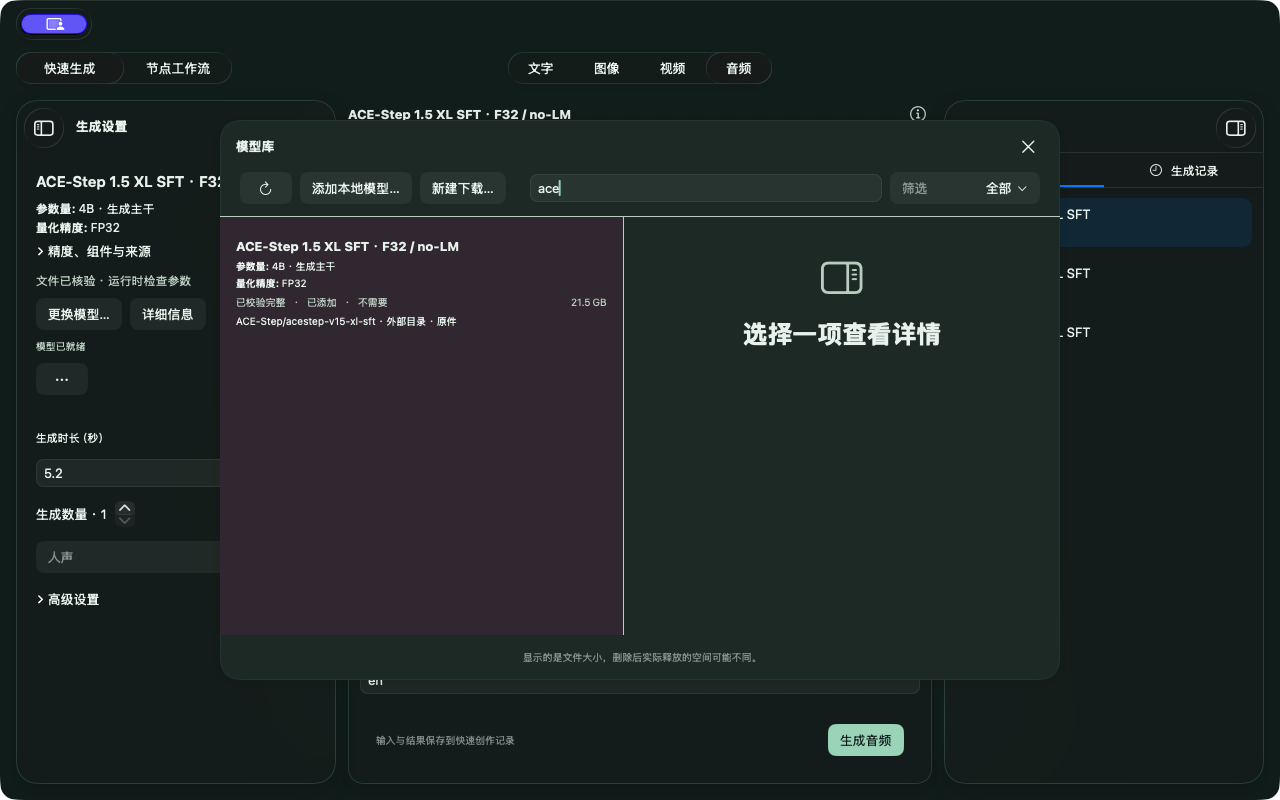 快速生成
节点工作流
文字
图像
视频
音频
生成设置
ACE-Step 1.5 XL SFT · F32 / no-LM
ACE-Step 1.5 XL SFT · F32
参数量: 4B · 生成主干
量化精度: FP32
精度、组件与来源
文件已核验 · 运行时检查参数
更换模型...
详细信息
模型已就绪
...
生成时长 (秒)
5.2
生成数量 · 1
人声
高级设置
模型库
添加本地模型...
新建下载...
ace
筛选
全部
ACE-Step 1.5 XL SFT · F32 / no-LM
参数量: 4B · 生成主干
量化精度: FP32
已校验完整 · 已添加 · 不需要
21.5 GB
ACE-Step/acestep-v15-xl-sft · 外部目录 · 原件
选择一项查看详情
显示的是文件大小，删除后实际释放的空间可能不同。
en
输入与结果保存到快速创作记录
生成音频
生成记录
SFT
SFT
SFT